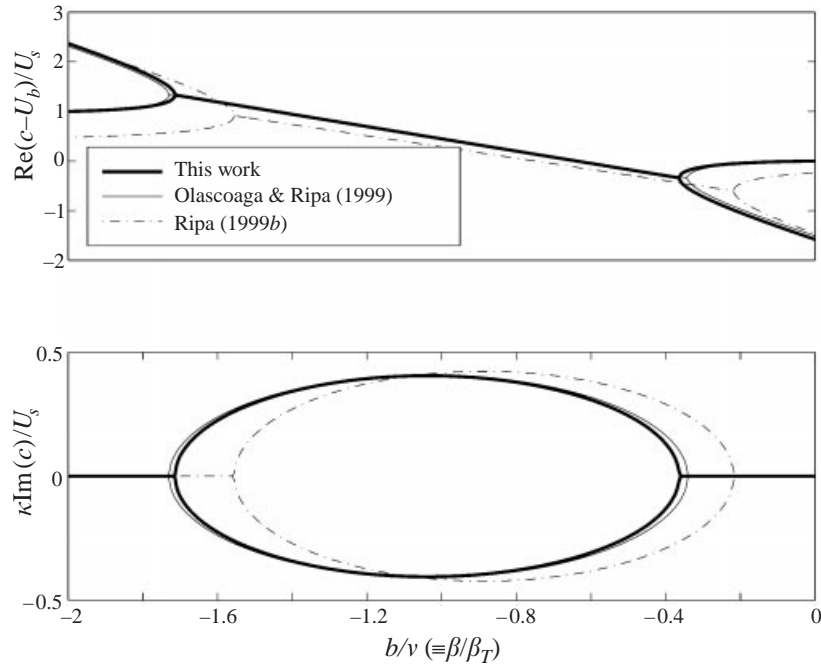 3
2
1
0
−1
−2
Re(c−U_b)/U_s
This work
Olascoaga & Ripa (1999)
Ripa (1999b)
0.5
0
−0.5
κIm(c)/U_s
−2
−1.6
−1.2
−0.8
−0.4
0
b/ν (≡β/β_T)